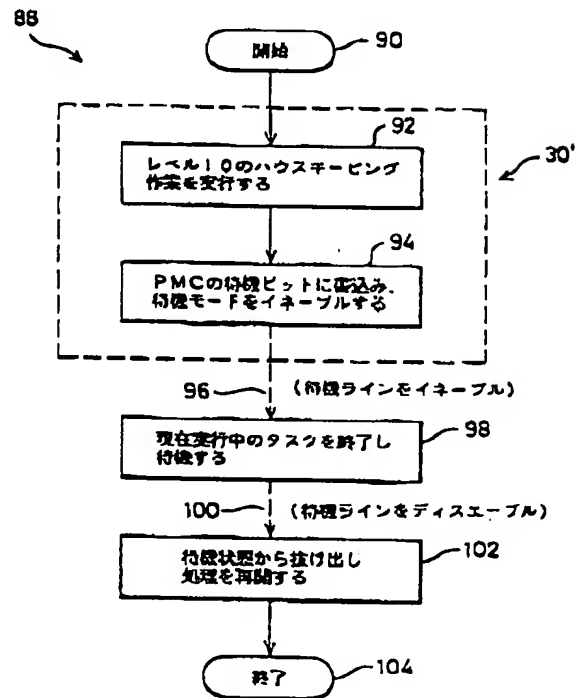 88
開始
90
92
レベル10のハウスキーピング
作業を実行する
30'
94
PMCの待機ビットに書込み、
待機モードをイネーブルする
96
(待機ラインをイネーブル)
98
現在実行中のタスクを終了し
待機する
100
(待機ラインをディスエーブル)
102
待機状態から抜け出し
処理を再開する
終了
104